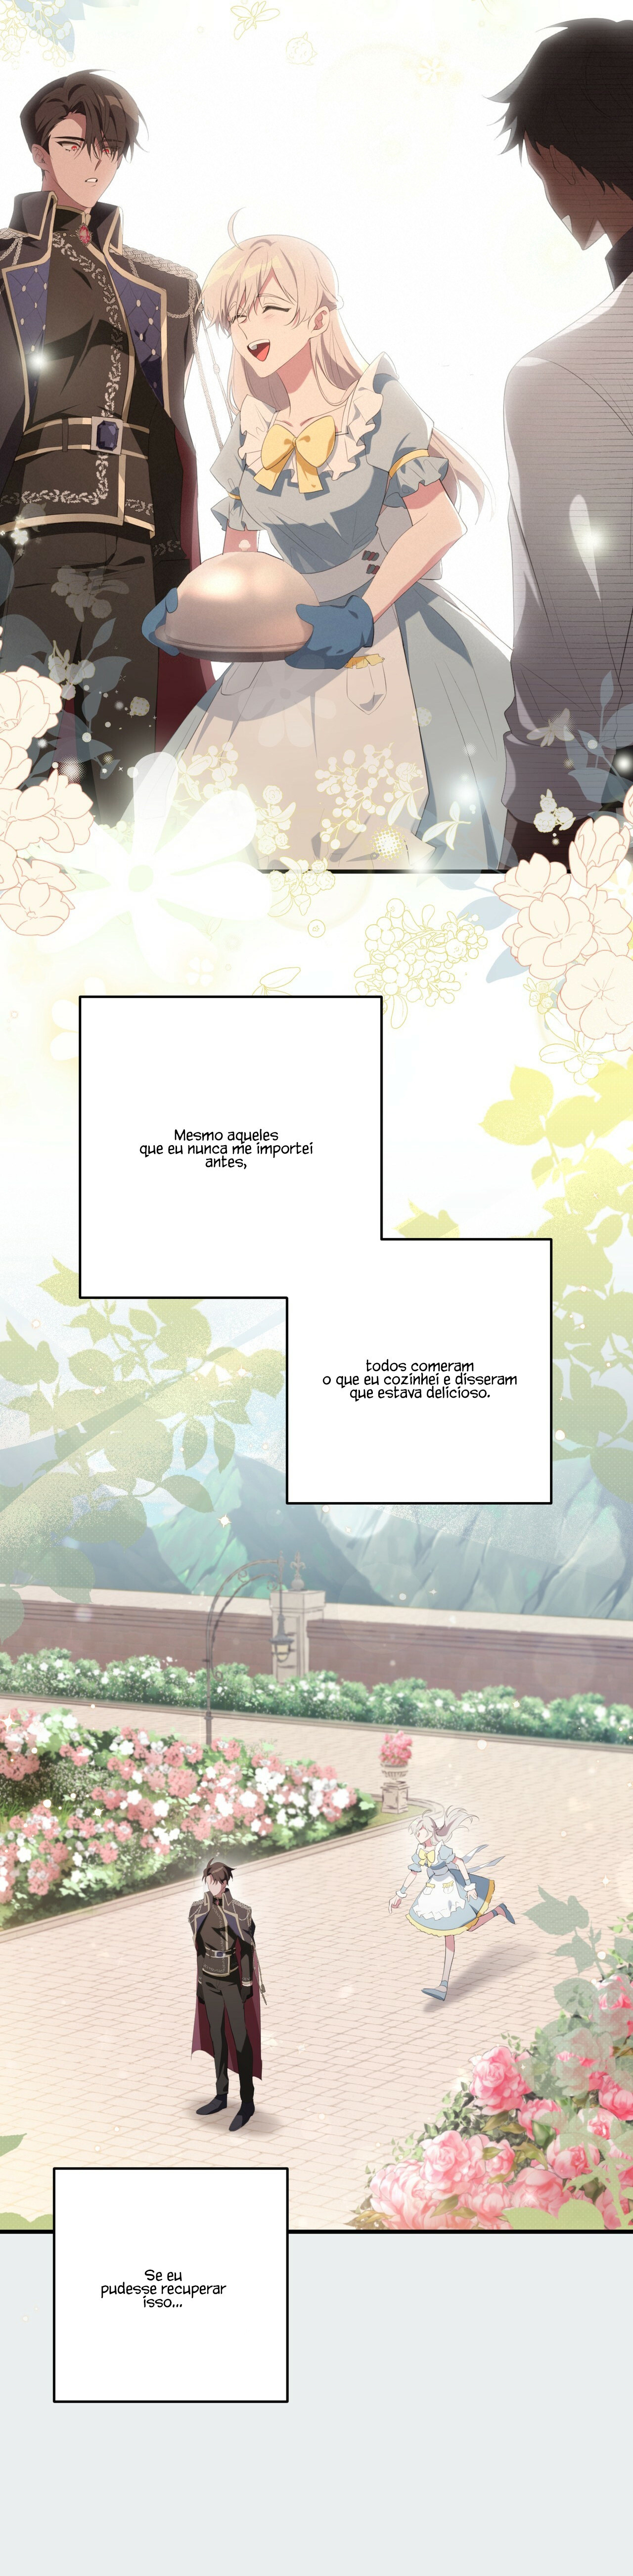 Mesmo aqueles
que eu nunca me importei
antes,
todos comeram
o que eu cozinhei e disseram
que estava delicioso.
Se eu
pudesse recuperar
isso...